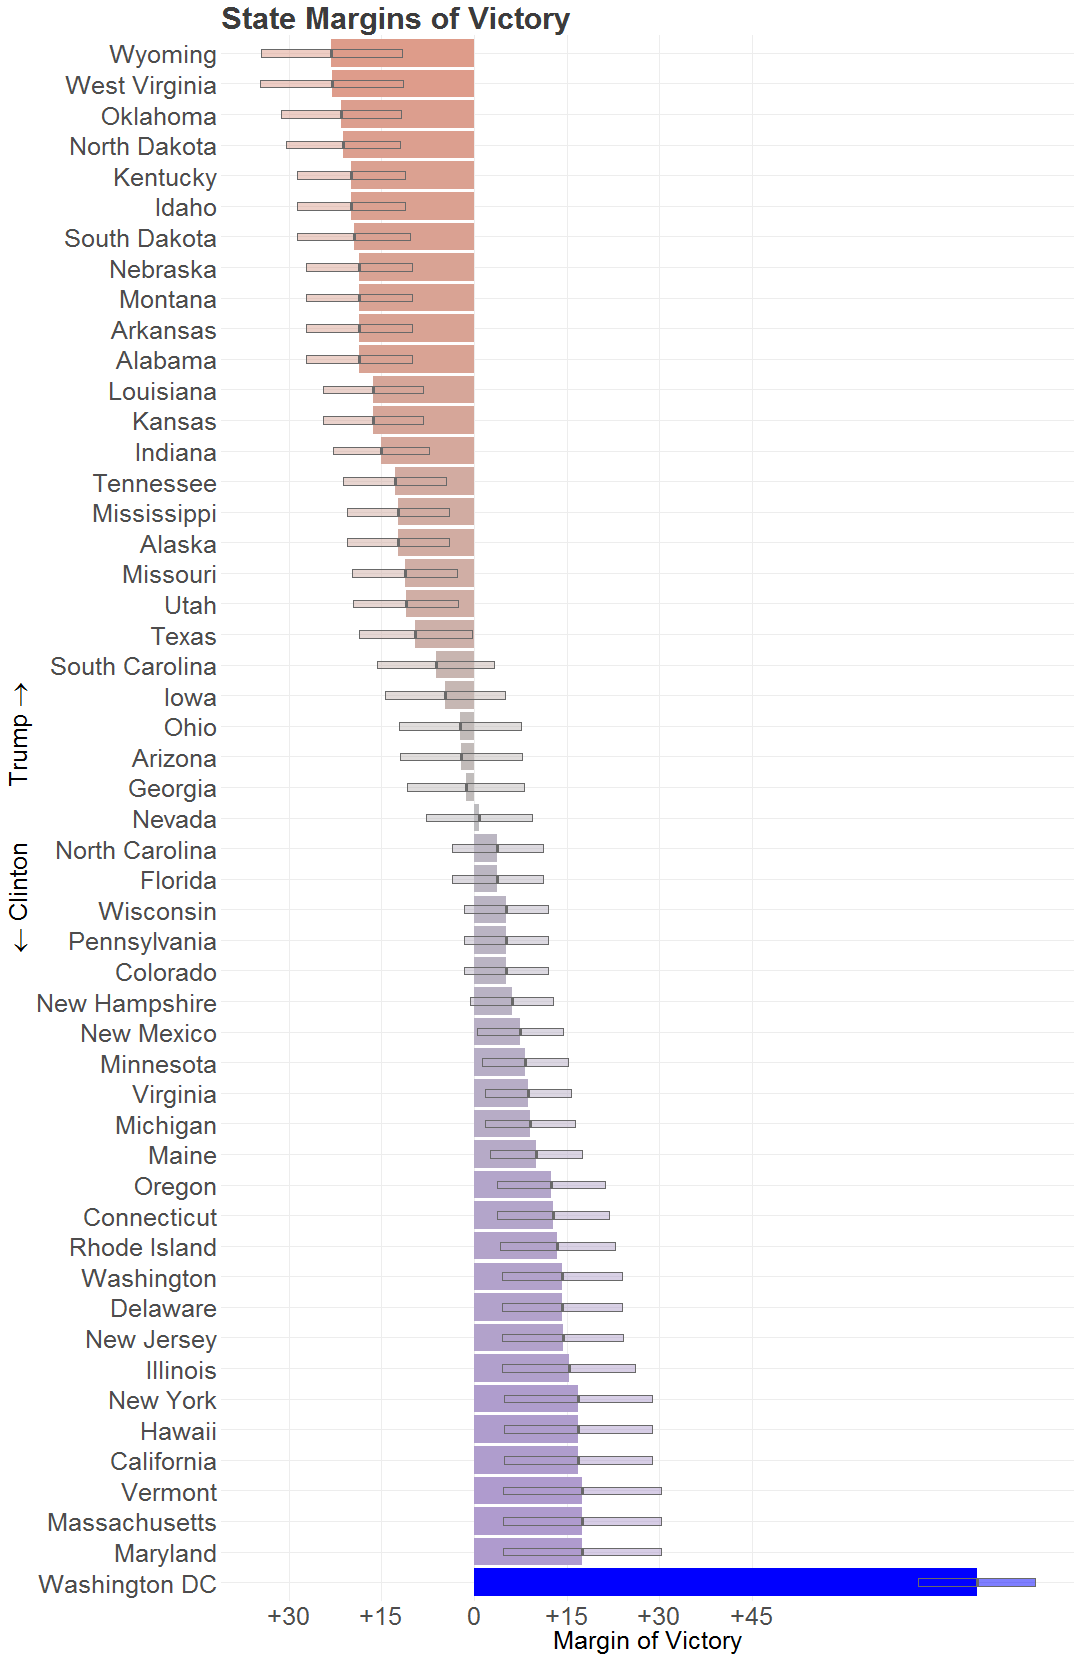 State Margins of Victory
Wyoming
West Virginia
Oklahoma
North Dakota
Kentucky
Idaho
South Dakota
Nebraska
Montana
Arkansas
Alabama
Louisiana
Kansas
Indiana
Tennessee
Mississippi
Alaska
Missouri
Utah
Texas
South Carolina
Iowa
Ohio
Arizona
Georgia
Nevada
North Carolina
Florida
Wisconsin
Pennsylvania
Colorado
New Hampshire
New Mexico
Minnesota
Virginia
Michigan
Maine
Oregon
Connecticut
Rhode Island
Washington
Delaware
New Jersey
Illinois
New York
Hawaii
California
Vermont
Massachusetts
Maryland
Washington DC
← Clinton Trump →
+30 +15 0 +15 +30 +45
Margin of Victory